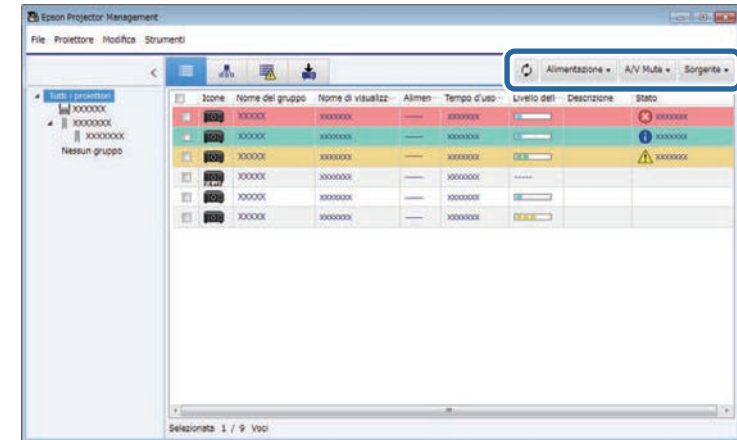 Epson Projector Management
File Proiettore Modifica Strumenti
Alimentazione A/V Mute Sorgente
Tutti i proiettori
XXXXXX
XXXXXXX
XXXXXXX
Nessun gruppo
Icone Nome del gruppo Nome di visualizz··· Alimen··· Tempo d'uso··· Livello dell··· Descrizione Stato
XXXXX XXXXXXX —— XXXXXXX XXXXXXX
XXXXX XXXXXXX —— XXXXXXX XXXXXXX
XXXXX XXXXXXX —— XXXXXXX XXXXXXX
XXXXX XXXXXXX —— XXXXXXX -----
XXXXX XXXXXXX —— XXXXXXX
XXXXX XXXXXXX —— XXXXXXX
Selezionata 1 / 9 Voci